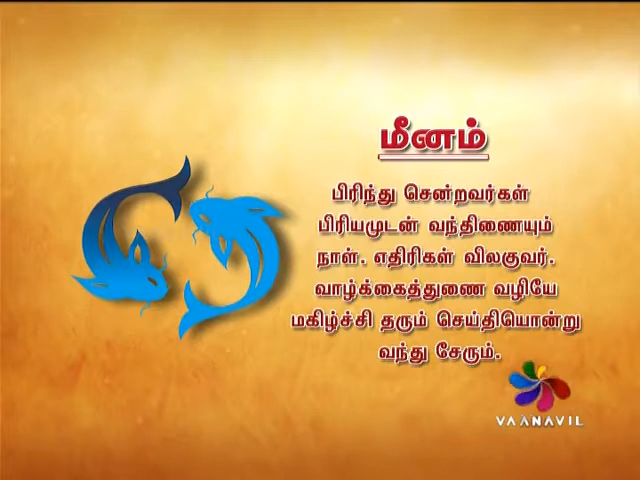 மீனம்
பிரிந்து சென்றவர்கள்
பிரியமுடன் வந்திணையும்
நாள். எதிரிகள் விலகுவர்.
வாழ்க்கைத்துணை வழியே
மகிழ்ச்சி தரும் செய்தியொன்று
வந்து சேரும்.
VAANAVIL